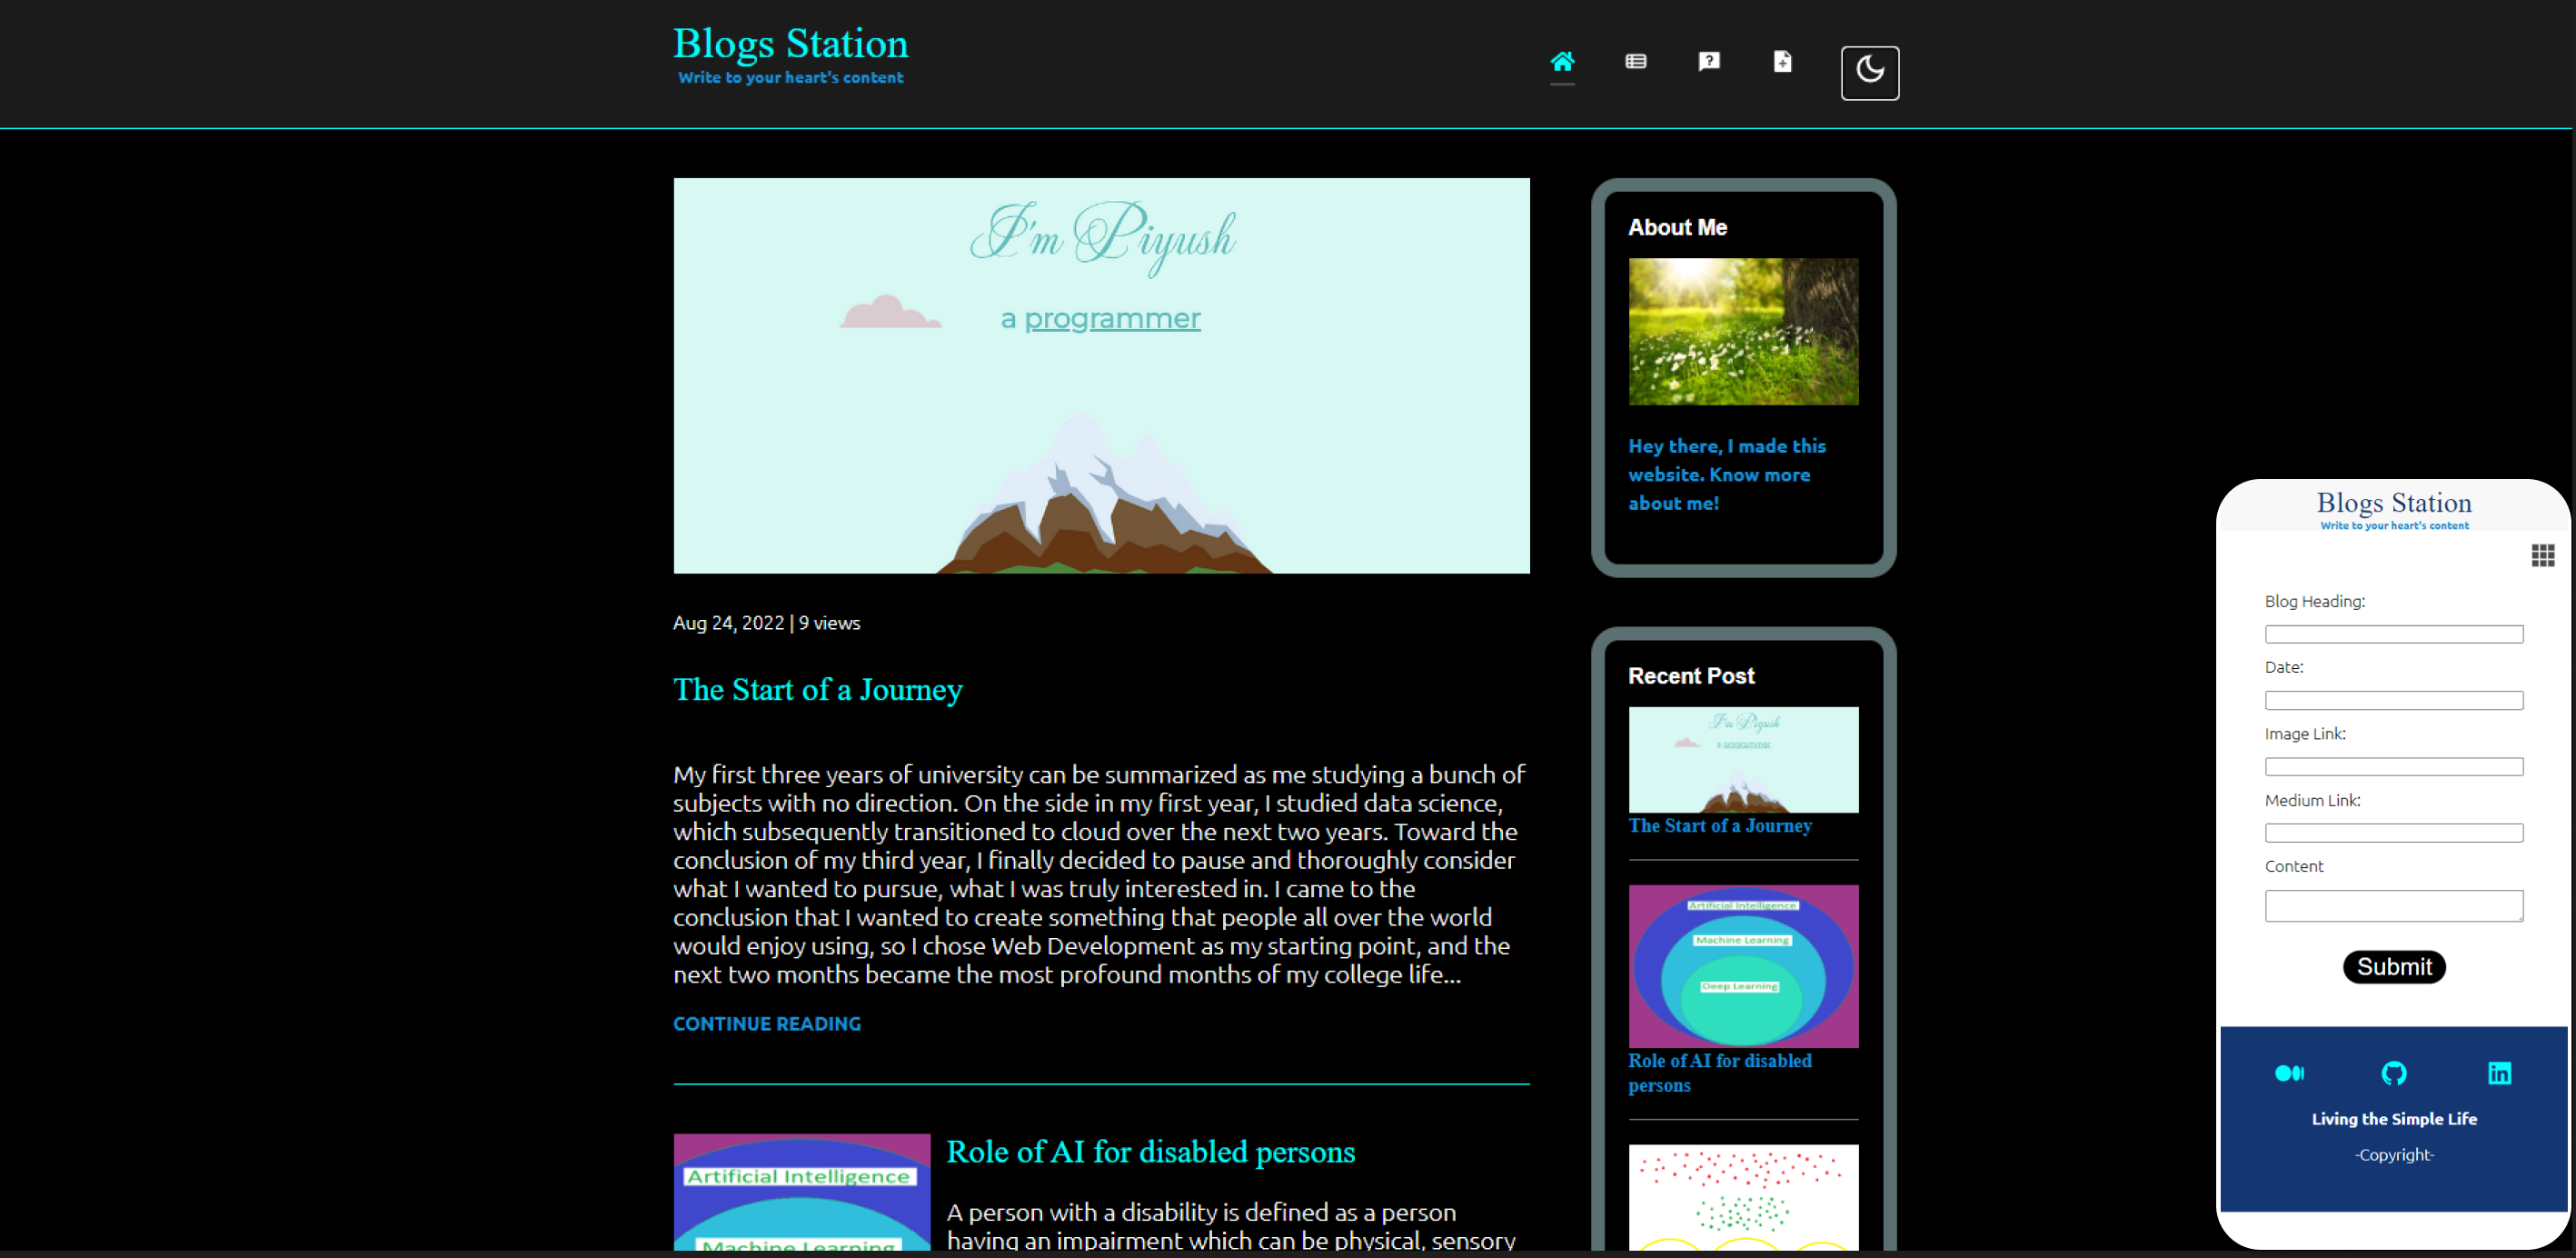 Blogs Station
Write to your heart's content
I'm Piyush
a programmer
Aug 24, 2022 | 9 views
The Start of a Journey
My first three years of university can be summarized as me studying a bunch of
subjects with no direction. On the side in my first year, I studied data science,
which subsequently transitioned to cloud over the next two years. Toward the
conclusion of my third year, I finally decided to pause and thoroughly consider
what I wanted to pursue, what I was truly interested in. I came to the
conclusion that I wanted to create something that people all over the world
would enjoy using, so I chose Web Development as my starting point, and the
next two months became the most profound months of my college life...
CONTINUE READING
Artificial Intelligence
Machine Learning
Role of AI for disabled persons
A person with a disability is defined as a person
having an impairment which can be physical, sensory
About Me
Hey there, I made this
website. Know more
about me!
Recent Post
I'm Piyush
a programmer
The Start of a Journey
Artificial Intelligence
Machine Learning
Deep Learning
Role of AI for disabled
persons
Blogs Station
Write to your heart's content
Blog Heading:
Date:
Image Link:
Medium Link:
Content
Submit
in
Living the Simple Life
-Copyright-